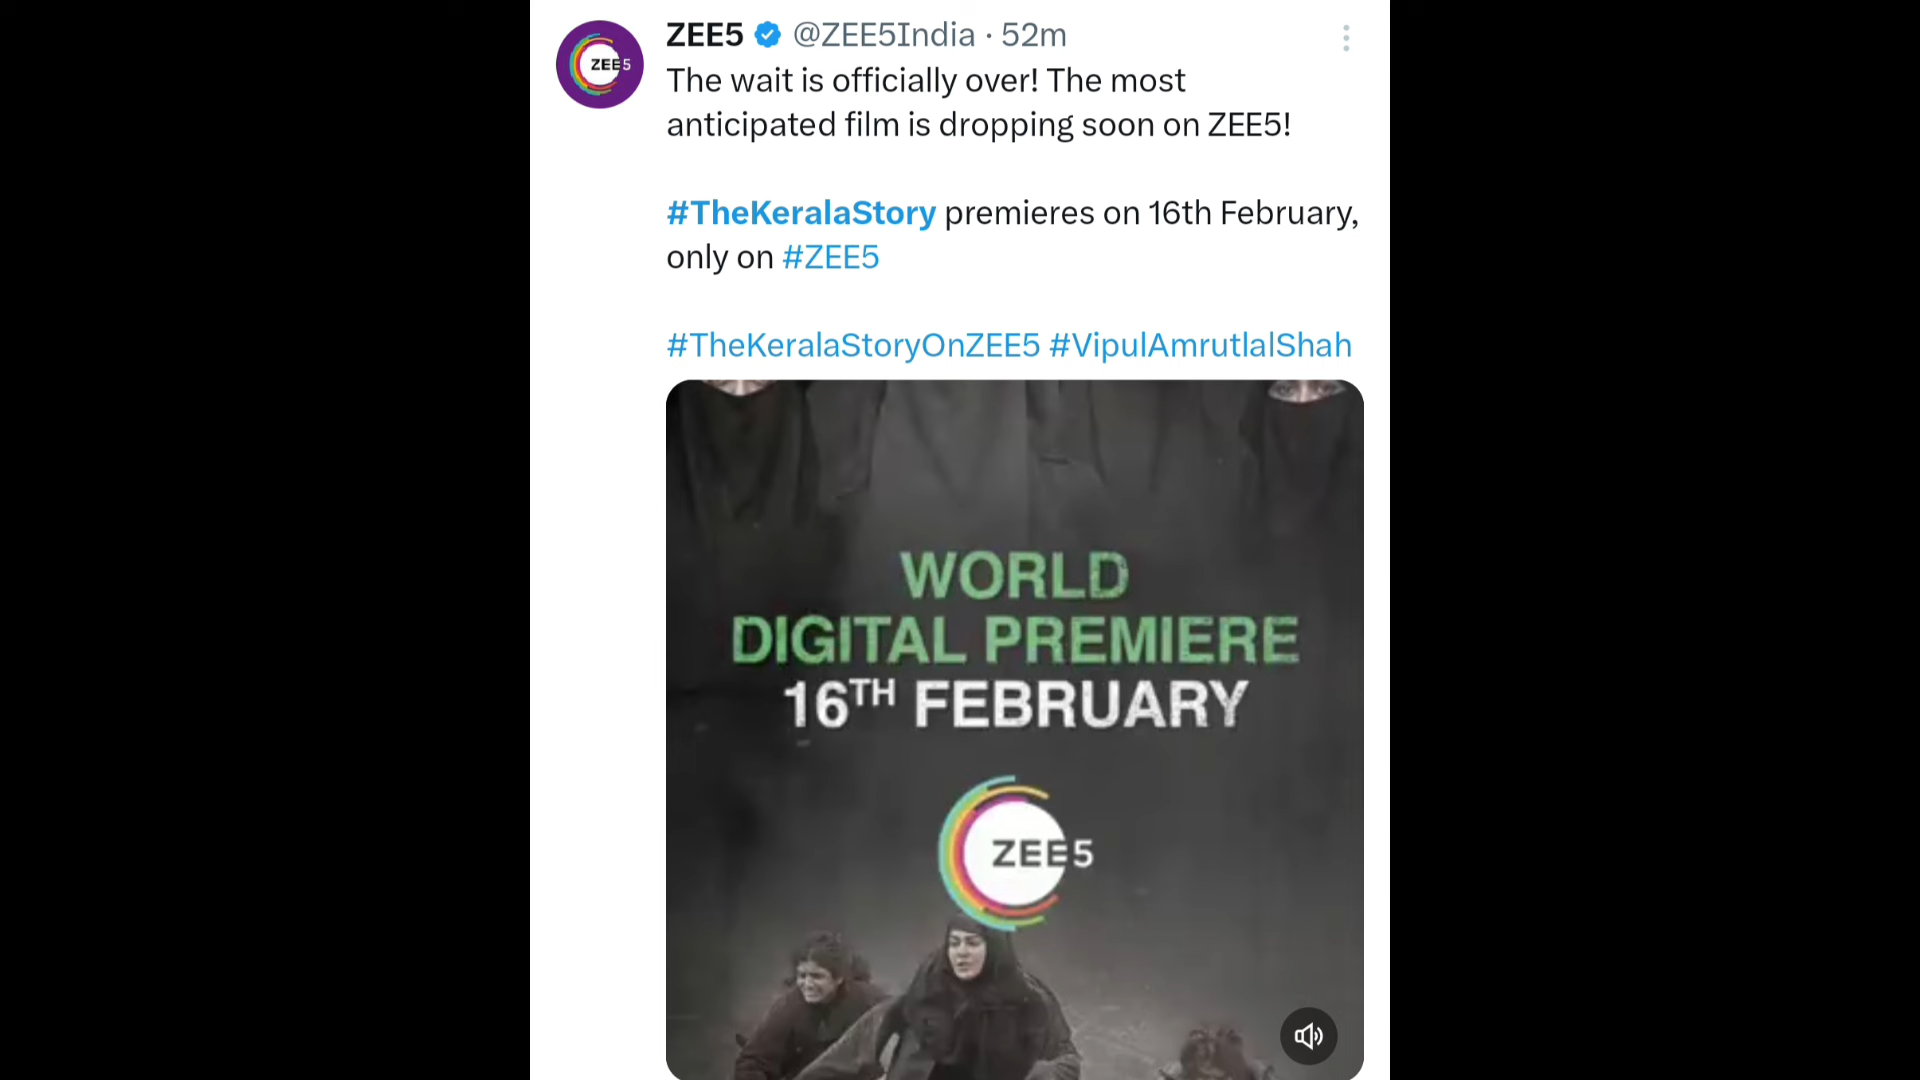 ZEE5 @ZEE5India · 52m
ZEE5
The wait is officially over! The most
anticipated film is dropping soon on ZEE5!
#TheKeralaStory premieres on 16th February,
only on #ZEE5
#TheKeralaStoryOnZEE5 #VipulAmrutlalShah
WORLD
DIGITAL PREMIERE
16TH FEBRUARY
ZEE5